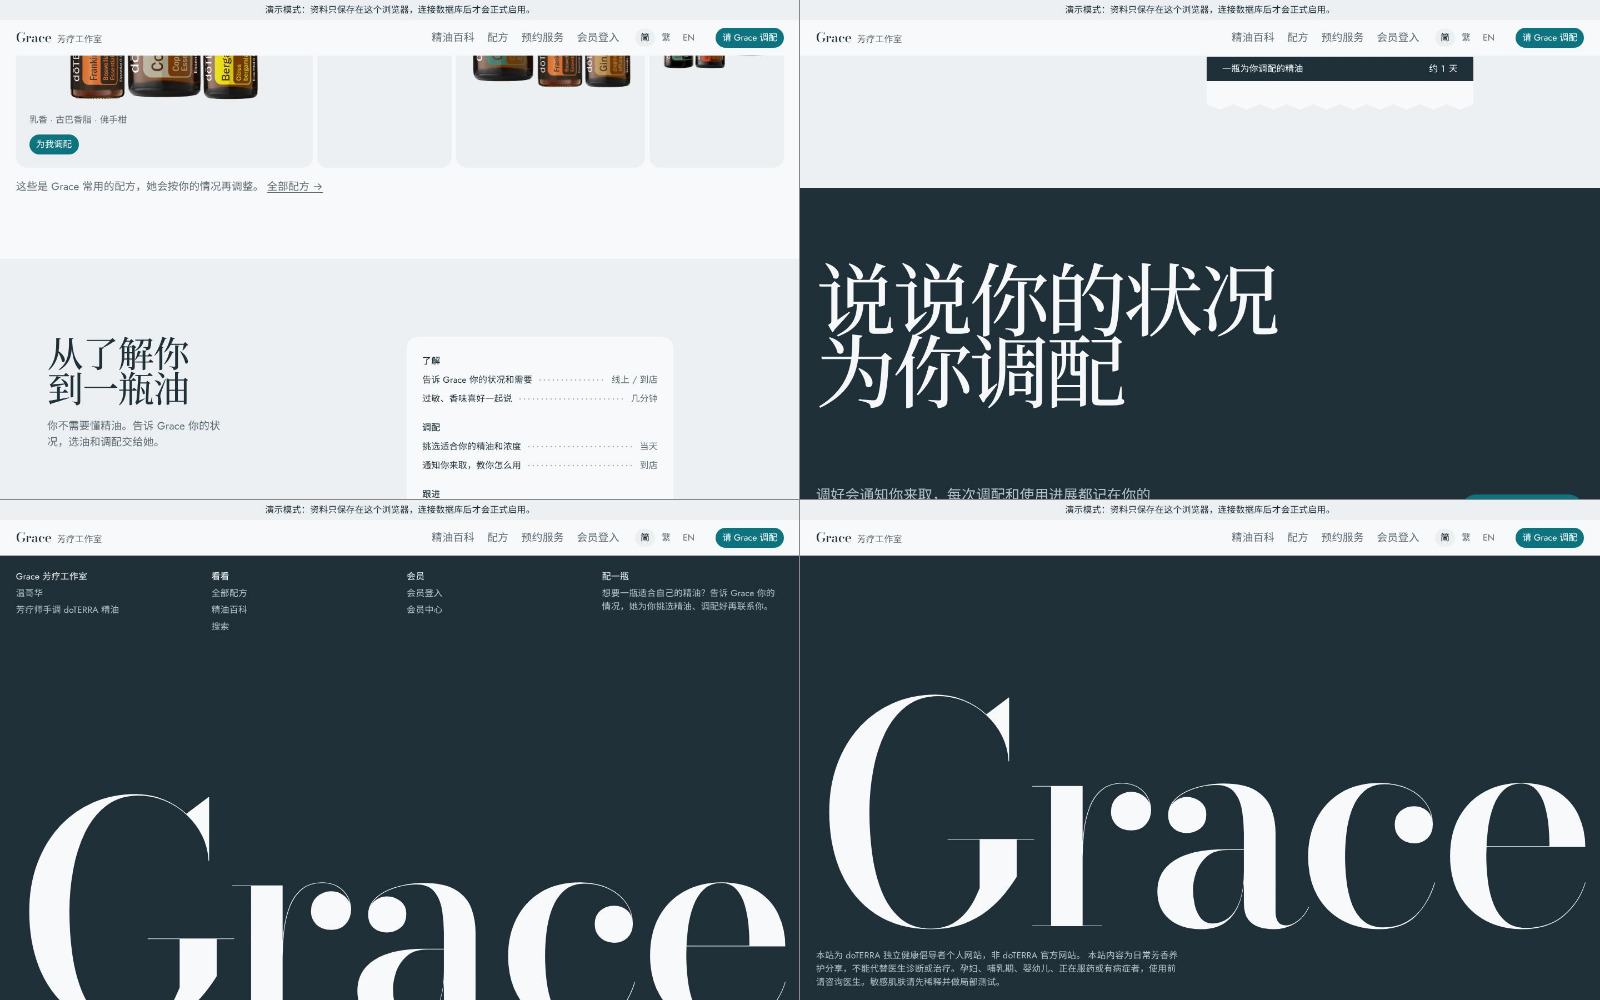 演示模式：资料只保存在这个浏览器，连接数据库后才会正式启用。
Grace 芳疗工作室 精油百科 配方 预约服务 会员登入 简 繁 EN 请 Grace 调配
乳香 · 古巴香脂 · 佛手柑
为我调配
这些是 Grace 常用的配方，她会按你的情况再调整。 全部配方 →
从了解你
到一瓶油
你不需要懂精油。告诉 Grace 你的状
况，选油和调配交给她。
了解
告诉 Grace 你的状况和需要 线上 / 到店
过敏、香味喜好一起说 几分钟
调配
挑选适合你的精油和浓度 当天
通知你来取，教你怎么用 到店
跟进
演示模式：资料只保存在这个浏览器，连接数据库后才会正式启用。
Grace 芳疗工作室 精油百科 配方 预约服务 会员登入 简 繁 EN 请 Grace 调配
一瓶为你调配的精油 约 1 天
说说你的状况
为你调配
调好会通知你来取，每次调配和使用进展都记在你的
演示模式：资料只保存在这个浏览器，连接数据库后才会正式启用。
Grace 芳疗工作室 精油百科 配方 预约服务 会员登入 简 繁 EN 请 Grace 调配
Grace 芳疗工作室
温哥华
芳疗师手调 doTERRA 精油
看看
全部配方
精油百科
搜索
会员
会员登入
会员中心
配一瓶
想要一瓶适合自己的精油？告诉 Grace 你的
情况，她为你挑选精油、调配好再联系你。
Grace
演示模式：资料只保存在这个浏览器，连接数据库后才会正式启用。
Grace 芳疗工作室 精油百科 配方 预约服务 会员登入 简 繁 EN 请 Grace 调配
Grace
本站为 doTERRA 独立健康倡导者个人网站，非 doTERRA 官方网站。 本站内容为日常芳香养
护分享，不能代替医生诊断或治疗。孕妇、哺乳期、婴幼儿、正在服药或有病症者，使用前
请咨询医生。敏感肌肤请先稀释并做局部测试。